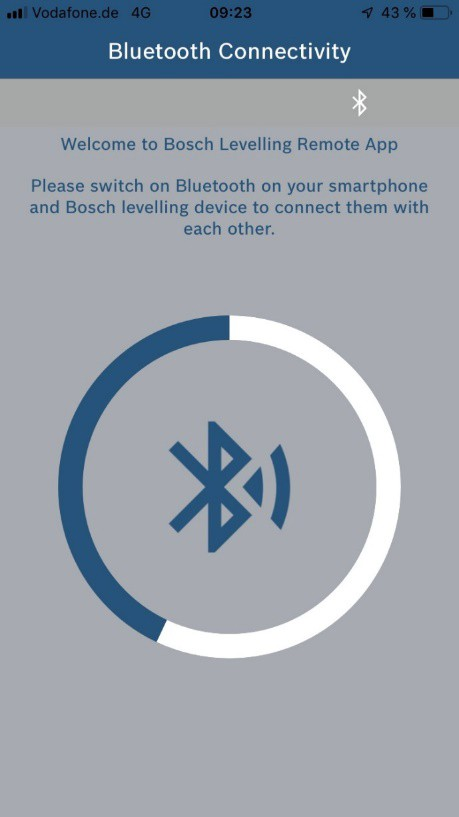 Vodafone.de 4G 09:23 43 %
Bluetooth Connectivity
Welcome to Bosch Levelling Remote App
Please switch on Bluetooth on your smartphone
and Bosch levelling device to connect them with
each other.